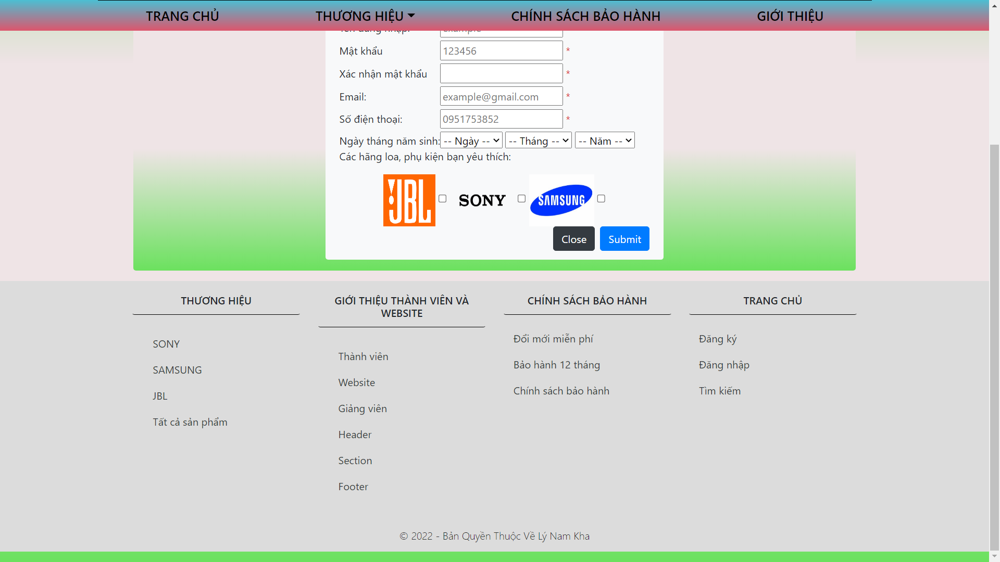 TRANG CHỦ THƯƠNG HIỆU CHÍNH SÁCH BẢO HÀNH GIỚI THIỆU
Mật khẩu 123456 *
Xác nhận mật khẩu *
Email: example@gmail.com *
Số điện thoại: 0951753852 *
Ngày tháng năm sinh: -- Ngày -- -- Tháng -- -- Năm --
Các hãng loa, phụ kiện bạn yêu thích:
JBL SONY SAMSUNG
Close Submit
THƯƠNG HIỆU
SONY
SAMSUNG
JBL
Tất cả sản phẩm
GIỚI THIỆU THÀNH VIÊN VÀ
WEBSITE
Thành viên
Website
Giảng viên
Header
Section
Footer
CHÍNH SÁCH BẢO HÀNH
Đổi mới miễn phí
Bảo hành 12 tháng
Chính sách bảo hành
TRANG CHỦ
Đăng ký
Đăng nhập
Tìm kiếm
© 2022 - Bản Quyền Thuộc Về Lý Nam Kha